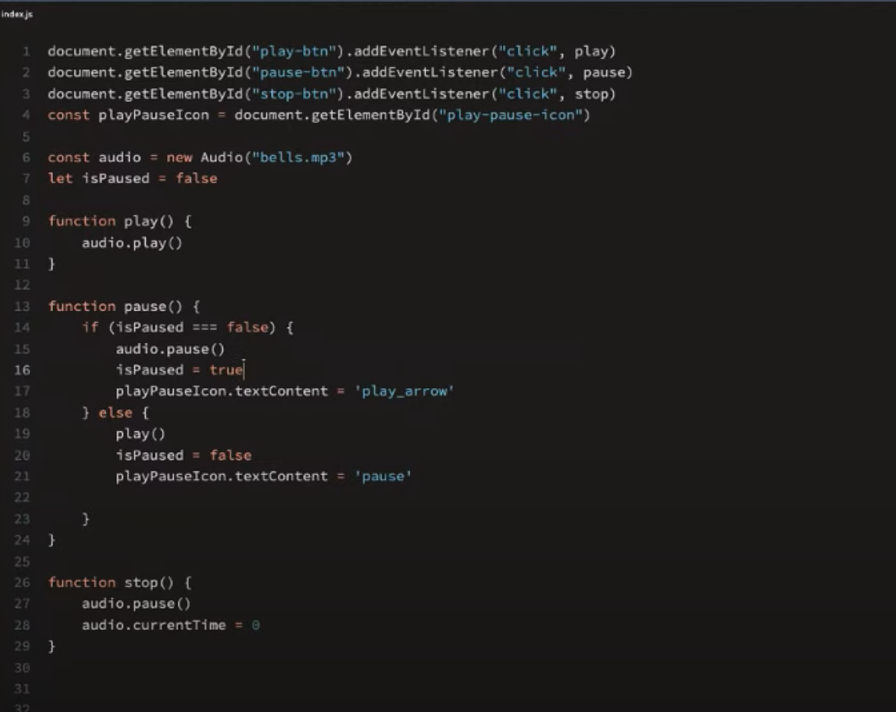 index.js
1 document.getElementById("play-btn").addEventListener("click", play)
2 document.getElementById("pause-btn").addEventListener("click", pause)
3 document.getElementById("stop-btn").addEventListener("click", stop)
4 const playPauseIcon = document.getElementById("play-pause-icon")
5
6 const audio = new Audio("bells.mp3")
7 let isPaused = false
8
9 function play() {
10     audio.play()
11 }
12
13 function pause() {
14     if (isPaused === false) {
15         audio.pause()
16         isPaused = true
17         playPauseIcon.textContent = 'play_arrow'
18     } else {
19         play()
20         isPaused = false
21         playPauseIcon.textContent = 'pause'
22
23     }
24 }
25
26 function stop() {
27     audio.pause()
28     audio.currentTime = 0
29 }
30
31
32